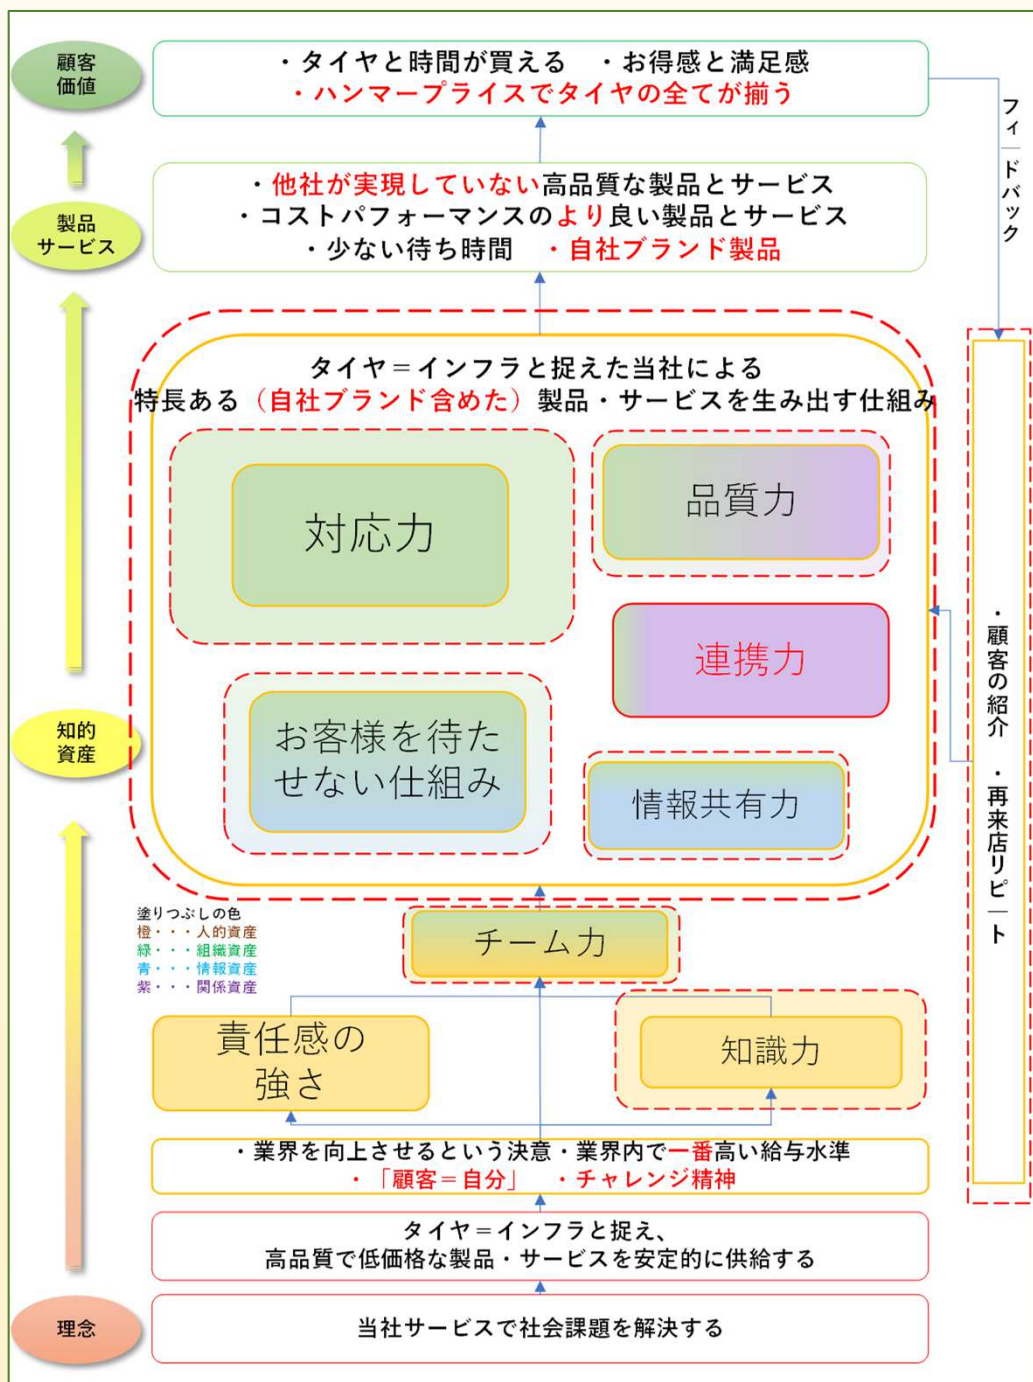 顧客
価値
・タイヤと時間が買える ・お得感と満足感
・ハンマープライスでタイヤの全てが揃う
フィードバック
製品
サービス
・他社が実現していない高品質な製品とサービス
・コストパフォーマンスのより良い製品とサービス
・少ない待ち時間 ・自社ブランド製品
タイヤ＝インフラと捉えた当社による
特長ある（自社ブランド含めた）製品・サービスを生み出す仕組み
対応力
品質力
連携力
お客様を待た
せない仕組み
情報共有力
知的
資産
・顧客の紹介 ・再来店リピート
塗りつぶしの色
橙・・・人的資産
緑・・・組織資産
青・・・情報資産
紫・・・関係資産
チーム力
責任感の
強さ
知識力
・業界を向上させるという決意・業界内で一番高い給与水準
・「顧客＝自分」 ・チャレンジ精神
タイヤ＝インフラと捉え、
高品質で低価格な製品・サービスを安定的に供給する
理念
当社サービスで社会課題を解決する